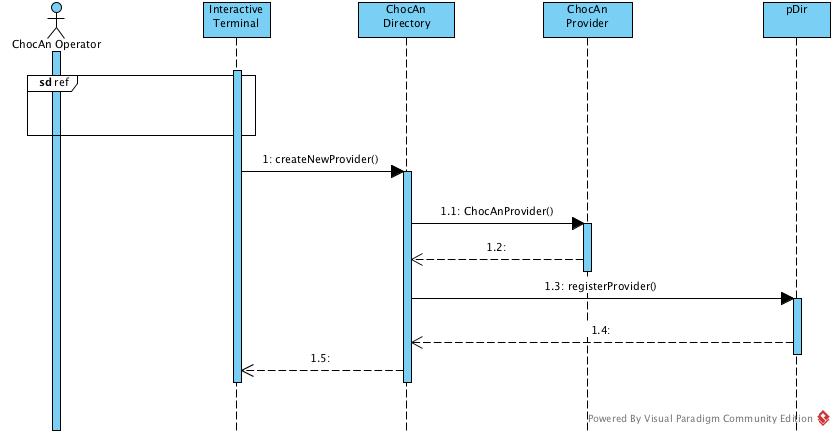 Interactive
Terminal
ChocAn
Directory
ChocAn
Provider
pDir
ChocAn Operator
sd ref
1: createNewProvider()
1.1: ChocAnProvider()
1.2:
1.3: registerProvider()
1.4:
1.5:
Powered By Visual Paradigm Community Edition